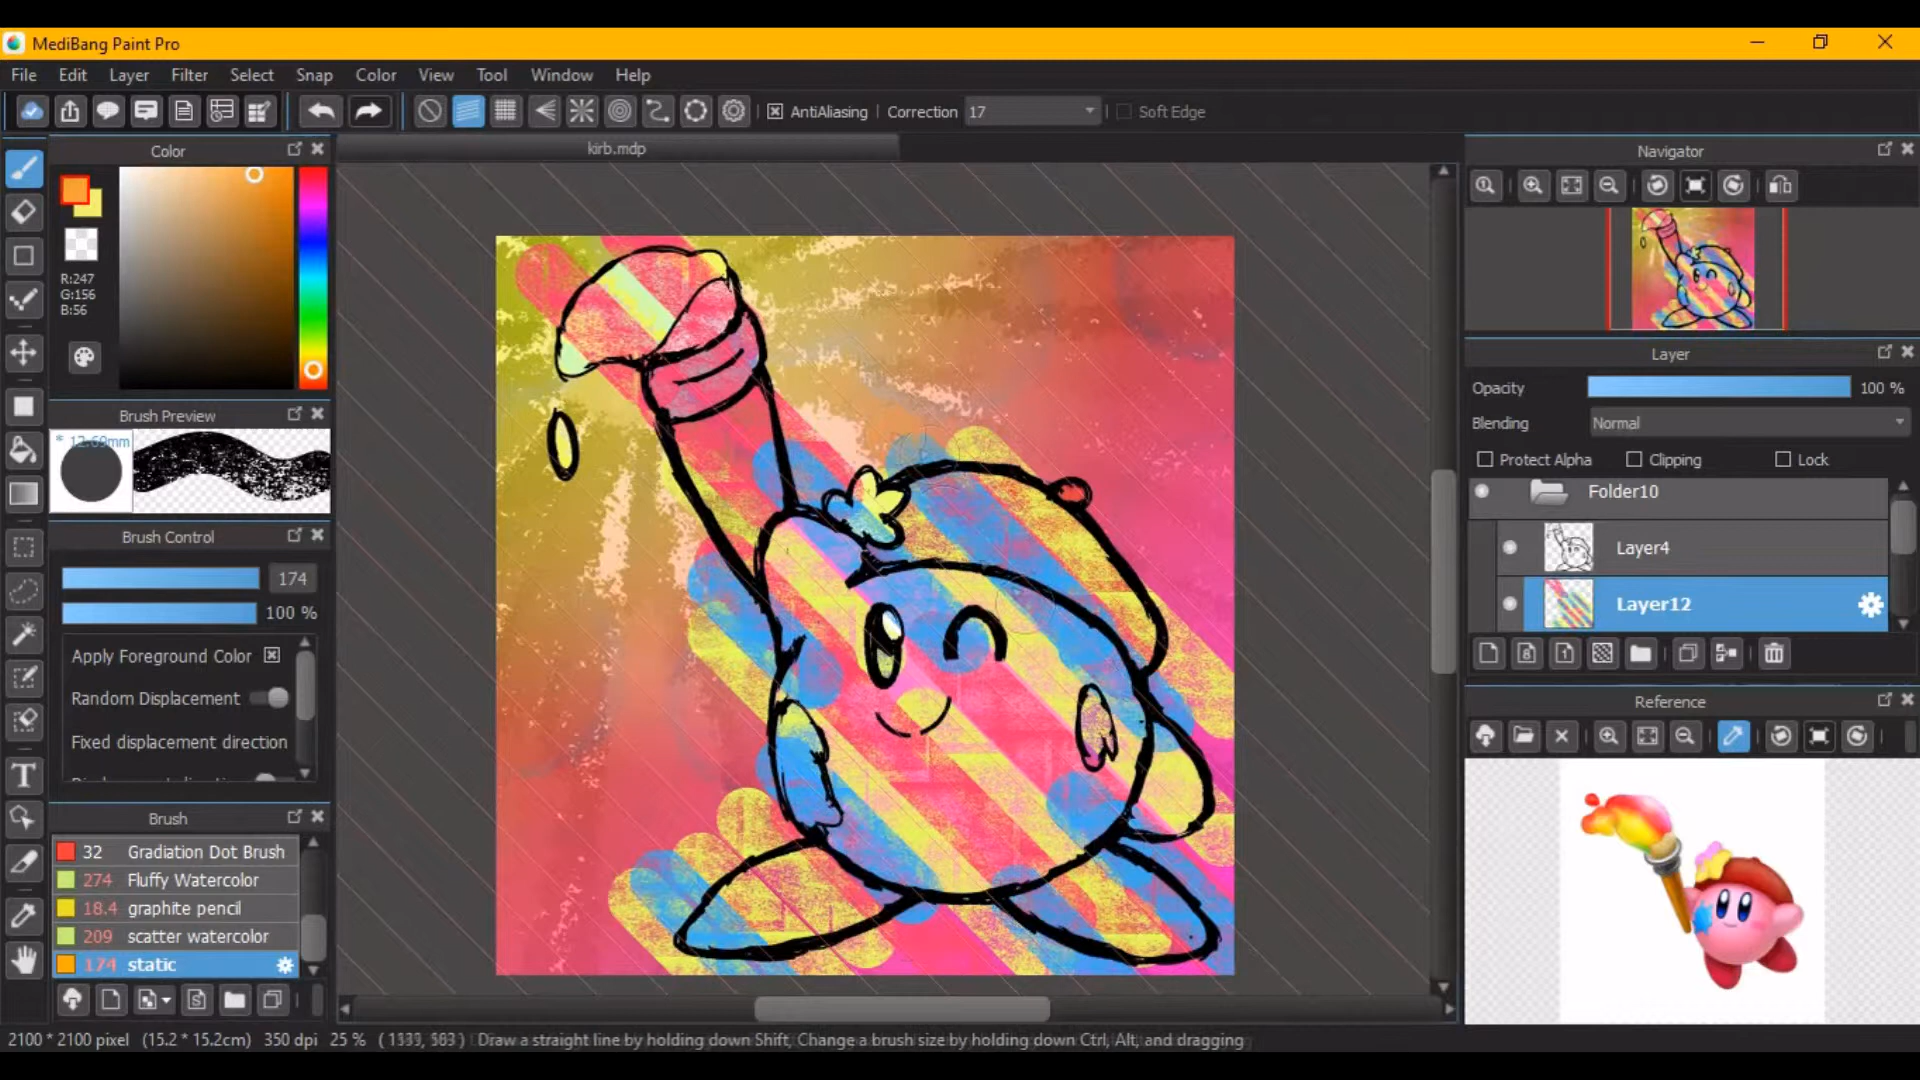 MediBang Paint Pro
File Edit Layer Filter Select Snap Color View Tool Window Help
AntiAliasing Correction 17 Soft Edge
Color
kirb.mdp
Navigator
R:247
G:156
B:56
Layer
Opacity 100 %
Blending Normal
Protect Alpha Clipping Lock
Brush Preview
* 12.69mm
Folder10
Layer4
Layer12
Brush Control
174
100 %
Apply Foreground Color
Random Displacement
Fixed displacement direction
Reference
Brush
32 Gradiation Dot Brush
274 Fluffy Watercolor
18.4 graphite pencil
209 scatter watercolor
174 static
2100 * 2100 pixel (15.2 * 15.2cm) 350 dpi 25 % Draw a straight line by holding down Shift, Change a brush size by holding down Ctrl, Alt, and dragging